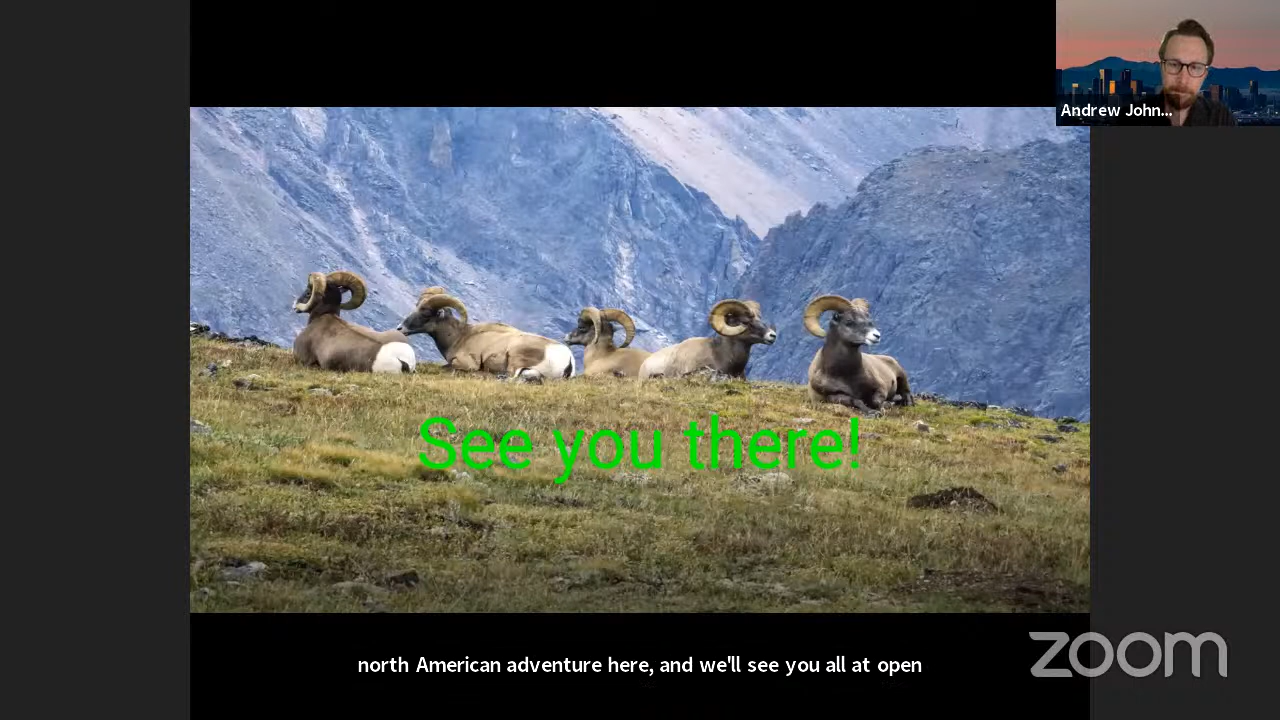 Andrew John...
See you there!
north American adventure here, and we'll see you all at open
zoom